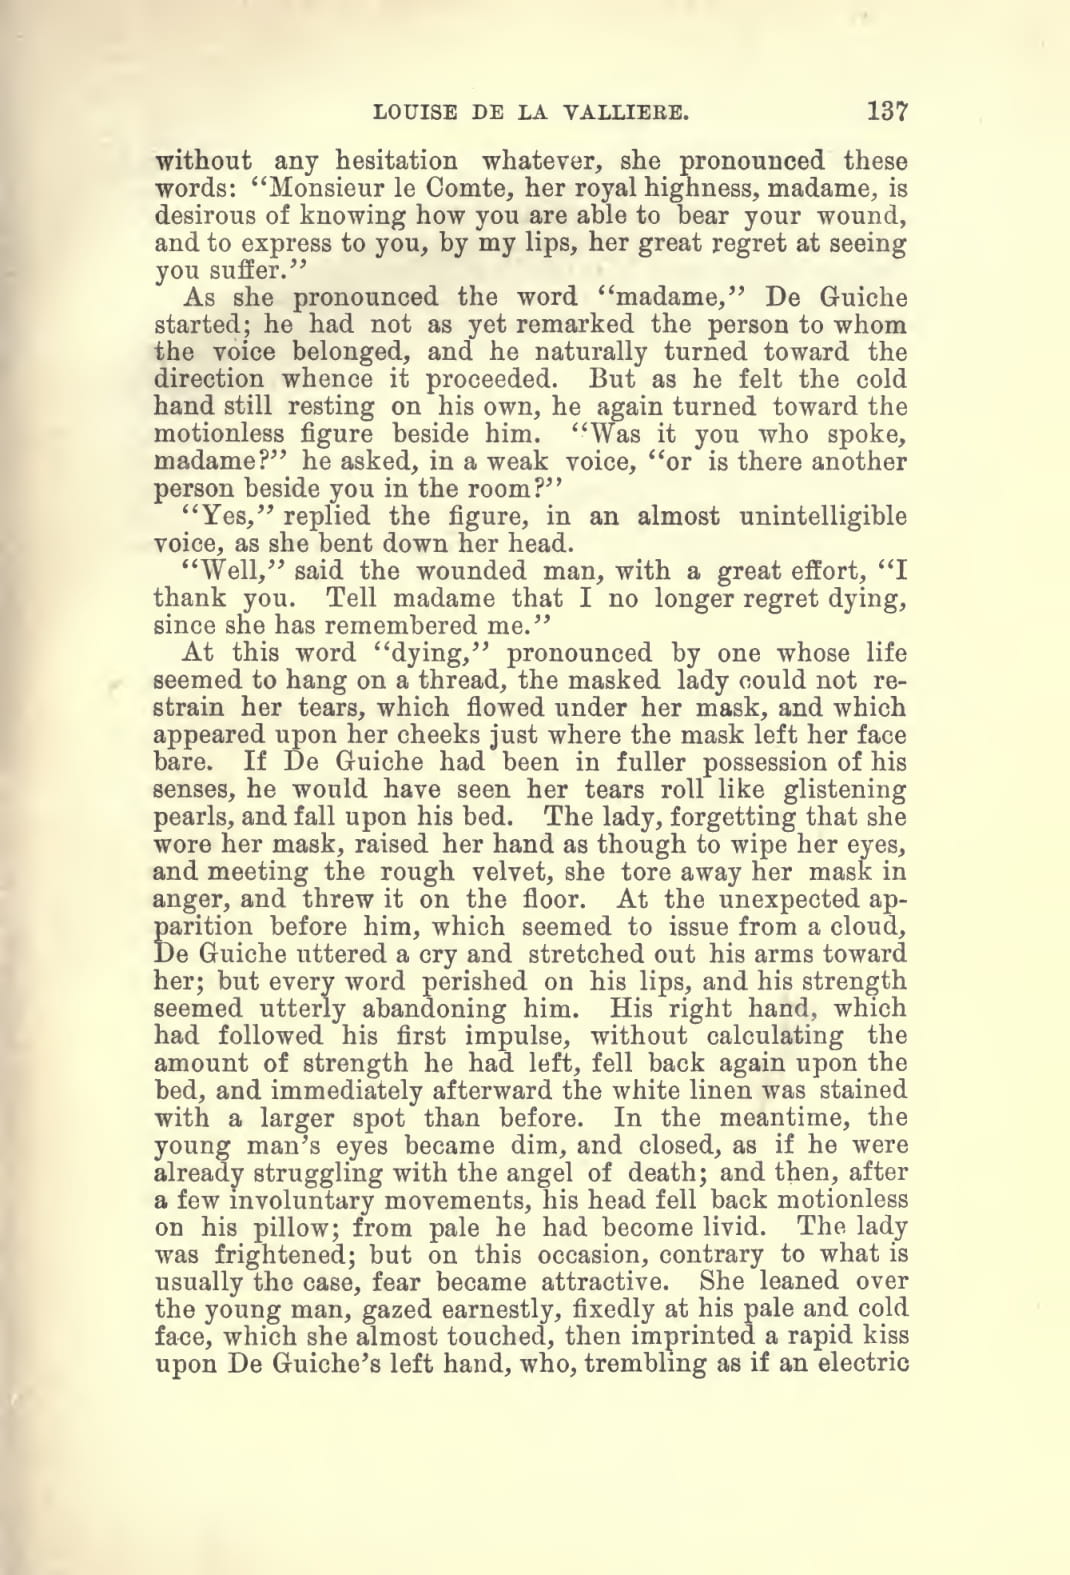 LOUISE DE LA VALLIERE. 137
without any hesitation whatever, she pronounced these
words: “Monsieur le Comte, her royal highness, madame, is
desirous of knowing how you are able to bear your wound,
and to express to you, by my lips, her great regret at seeing
you suffer.”
As she pronounced the word “madame,” De Guiche
started; he had not as yet remarked the person to whom
the voice belonged, and he naturally turned toward the
direction whence it proceeded. But as he felt the cold
hand still resting on his own, he again turned toward the
motionless figure beside him. “Was it you who spoke,
madame?” he asked, in a weak voice, “or is there another
person beside you in the room?”
“Yes,” replied the figure, in an almost unintelligible
voice, as she bent down her head.
“Well,” said the wounded man, with a great effort, “I
thank you. Tell madame that I no longer regret dying,
since she has remembered me.”
At this word “dying,” pronounced by one whose life
seemed to hang on a thread, the masked lady could not re-
strain her tears, which flowed under her mask, and which
appeared upon her cheeks just where the mask left her face
bare. If De Guiche had been in fuller possession of his
senses, he would have seen her tears roll like glistening
pearls, and fall upon his bed. The lady, forgetting that she
wore her mask, raised her hand as though to wipe her eyes,
and meeting the rough velvet, she tore away her mask in
anger, and threw it on the floor. At the unexpected ap-
parition before him, which seemed to issue from a cloud,
De Guiche uttered a cry and stretched out his arms toward
her; but every word perished on his lips, and his strength
seemed utterly abandoning him. His right hand, which
had followed his first impulse, without calculating the
amount of strength he had left, fell back again upon the
bed, and immediately afterward the white linen was stained
with a larger spot than before. In the meantime, the
young man’s eyes became dim, and closed, as if he were
already struggling with the angel of death; and then, after
a few involuntary movements, his head fell back motionless
on his pillow; from pale he had become livid. The lady
was frightened; but on this occasion, contrary to what is
usually the case, fear became attractive. She leaned over
the young man, gazed earnestly, fixedly at his pale and cold
face, which she almost touched, then imprinted a rapid kiss
upon De Guiche’s left hand, who, trembling as if an electric